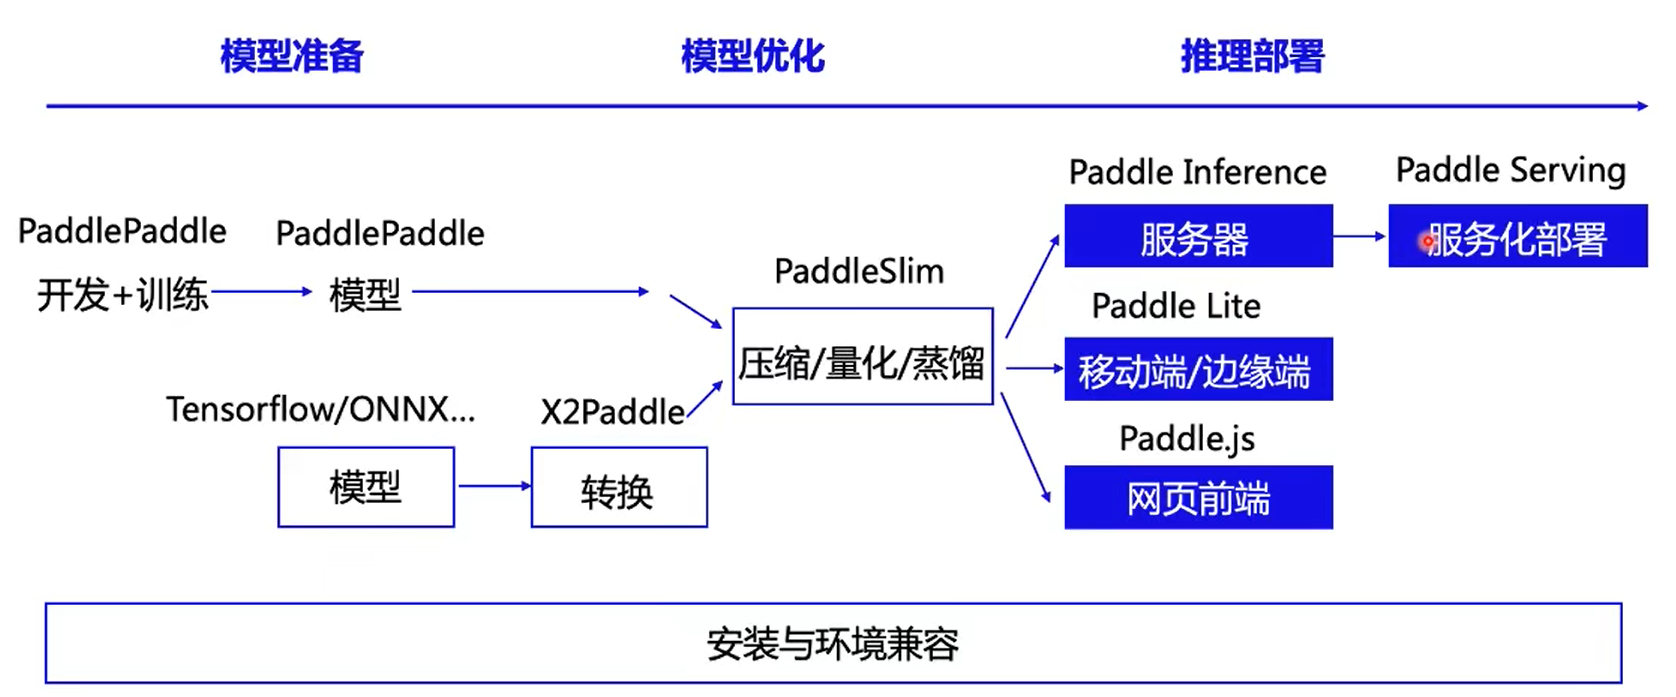 模型准备
模型优化
推理部署
Paddle Inference
Paddle Serving
服务器
服务化部署
PaddlePaddle
PaddlePaddle
开发+训练
模型
PaddleSlim
压缩/量化/蒸馏
Paddle Lite
移动端/边缘端
Tensorflow/ONNX...
X2Paddle
模型
转换
Paddle.js
网页前端
安装与环境兼容